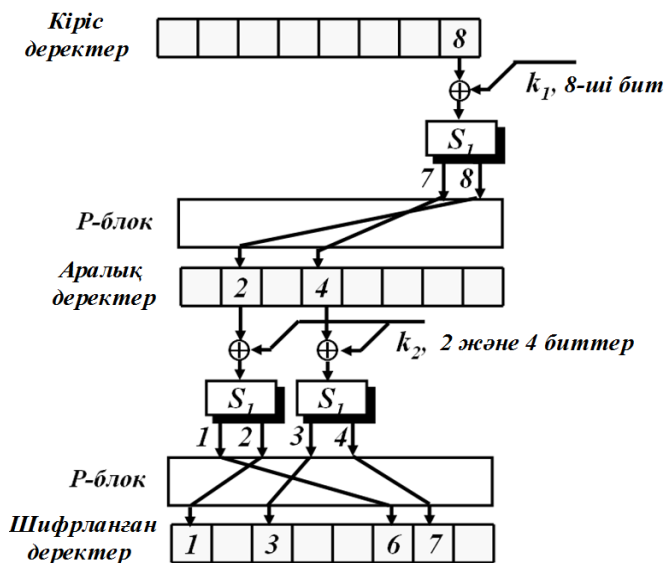 Кіріс
деректер
8
k1, 8-ші бит
S1
7 8
Р-блок
Аралық
деректер
2 4
k2, 2 және 4 биттер
S1 S1
1 2 3 4
Р-блок
Шифрланған
деректер
1 3 6 7